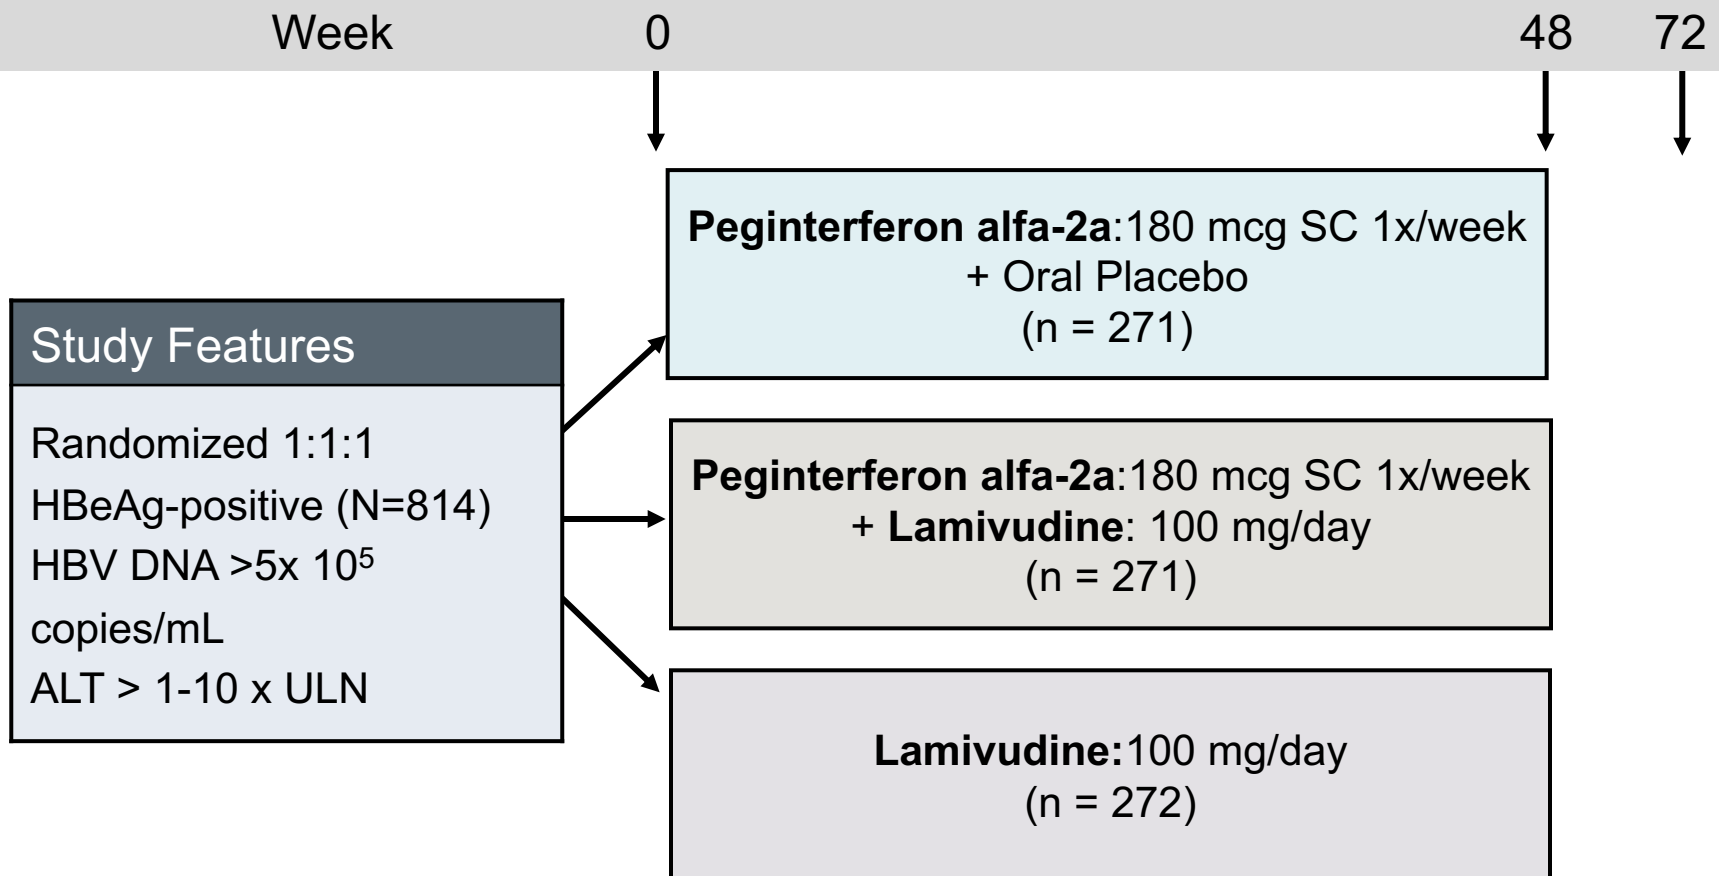 Week 0 48 72
Peginterferon alfa-2a:180 mcg SC 1x/week
+ Oral Placebo
(n = 271)
Study Features
Randomized 1:1:1
HBeAg-positive (N=814)
HBV DNA >5x 10⁵
copies/mL
ALT > 1-10 x ULN
Peginterferon alfa-2a:180 mcg SC 1x/week
+ Lamivudine: 100 mg/day
(n = 271)
Lamivudine:100 mg/day
(n = 272)